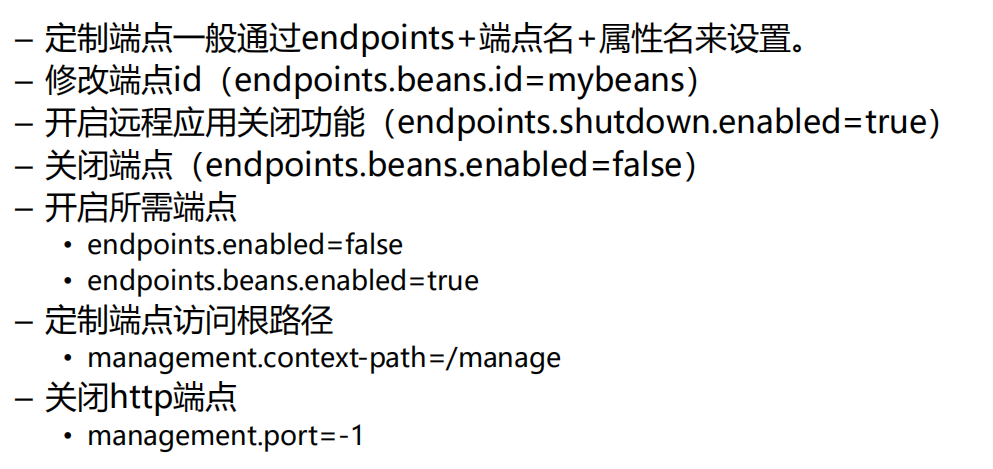 – 定制端点一般通过endpoints+端点名+属性名来设置。
– 修改端点id（endpoints.beans.id=mybeans）
– 开启远程应用关闭功能（endpoints.shutdown.enabled=true）
– 关闭端点（endpoints.beans.enabled=false）
– 开启所需端点
• endpoints.enabled=false
• endpoints.beans.enabled=true
– 定制端点访问根路径
• management.context-path=/manage
– 关闭http端点
• management.port=-1